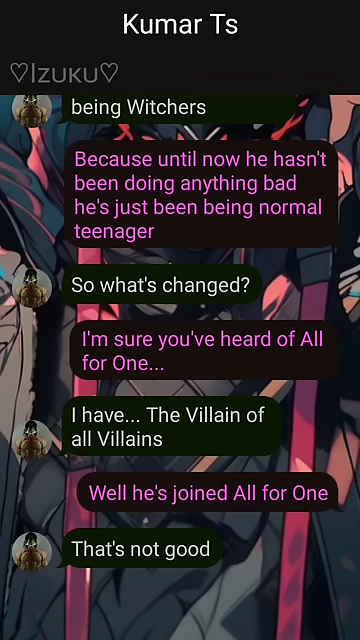 Kumar Ts
♡Izuku♡
being Witchers
Because until now he hasn't
been doing anything bad
he's just been being normal
teenager
So what's changed?
I'm sure you've heard of All
for One...
I have... The Villain of
all Villains
Well he's joined All for One
That's not good